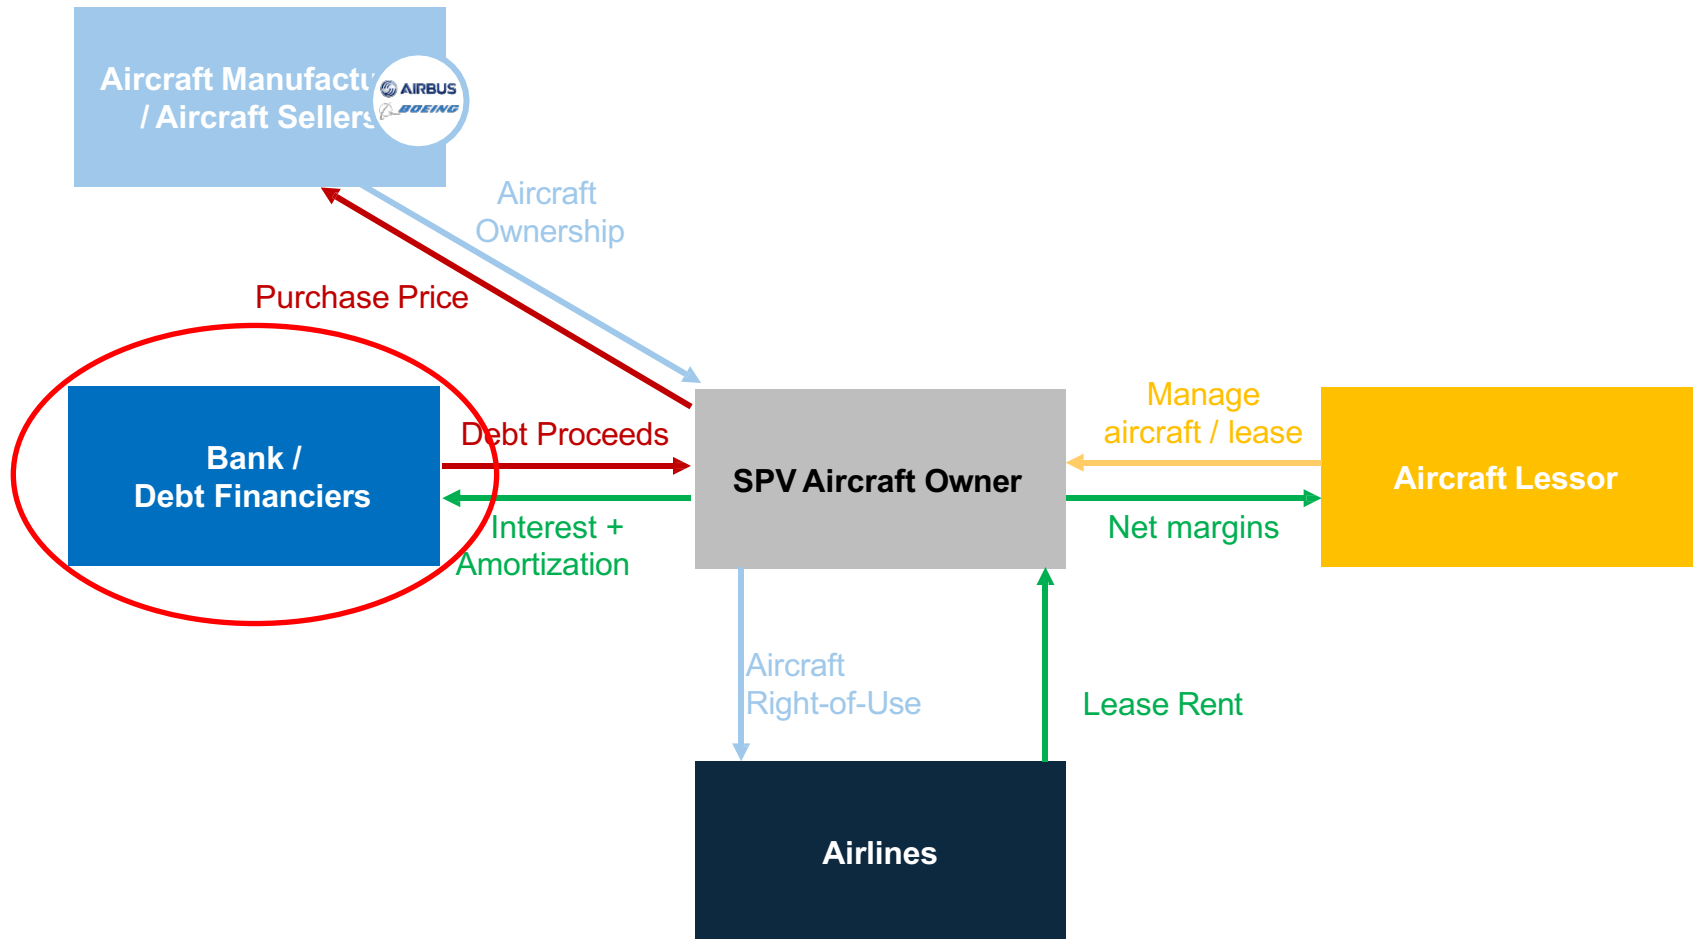 Aircraft Manufactu
/ Aircraft Sellers
AIRBUS
BOEING
Aircraft
Ownership
Purchase Price
Bank /
Debt Financiers
Debt Proceeds
Interest +
Amortization
SPV Aircraft Owner
Manage
aircraft / lease
Net margins
Aircraft Lessor
Aircraft
Right-of-Use
Lease Rent
Airlines